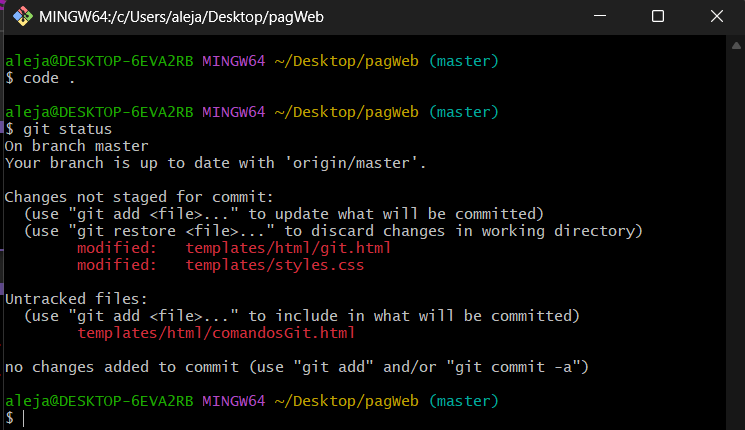 MINGW64:/c/Users/aleja/Desktop/pagWeb
aleja@DESKTOP-6EVA2RB MINGW64 ~/Desktop/pagWeb (master)
$ code .
aleja@DESKTOP-6EVA2RB MINGW64 ~/Desktop/pagWeb (master)
$ git status
On branch master
Your branch is up to date with 'origin/master'.
Changes not staged for commit:
  (use "git add <file>..." to update what will be committed)
  (use "git restore <file>..." to discard changes in working directory)
        modified:   templates/html/git.html
        modified:   templates/styles.css
Untracked files:
  (use "git add <file>..." to include in what will be committed)
        templates/html/comandosGit.html
no changes added to commit (use "git add" and/or "git commit -a")
aleja@DESKTOP-6EVA2RB MINGW64 ~/Desktop/pagWeb (master)
$